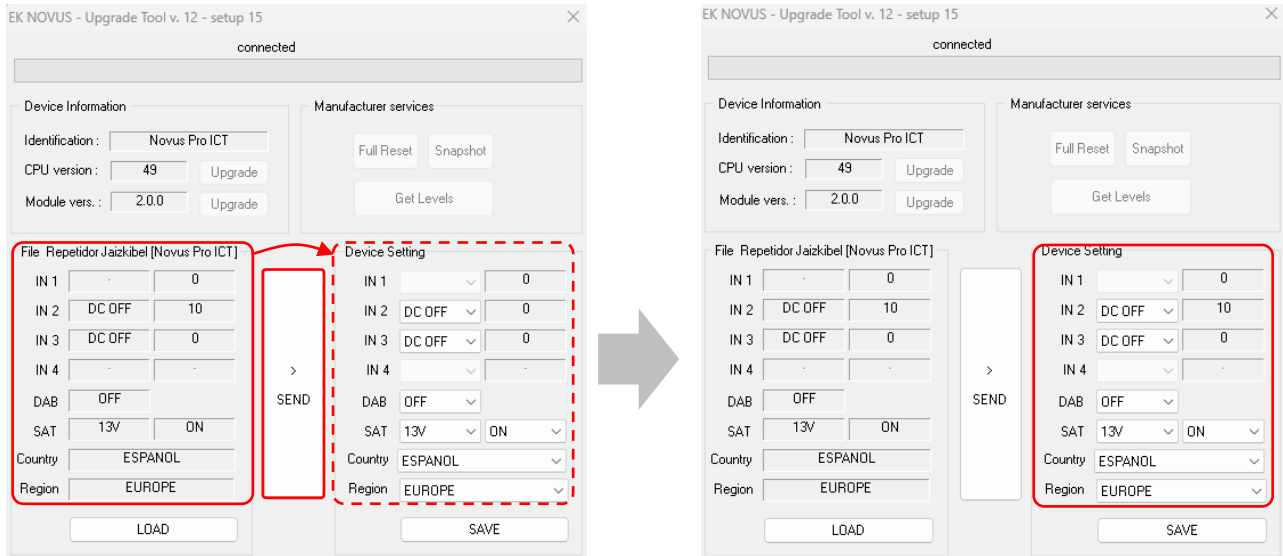 EK NOVUS - Upgrade Tool v. 12 - setup 15
connected
Device Information
Identification : Novus Pro ICT
CPU version : 49 Upgrade
Module vers. : 2.0.0 Upgrade
Manufacturer services
Full Reset Snapshot
Get Levels
File Repetidor Jaizkibel [Novus Pro ICT]
IN 1 - 0
IN 2 DC OFF 10
IN 3 DC OFF 0
IN 4 - -
DAB OFF
SAT 13V ON
Country ESPANOL
Region EUROPE
LOAD
>
SEND
Device Setting
IN 1 0
IN 2 DC OFF 0
IN 3 DC OFF 0
IN 4 -
DAB OFF
SAT 13V ON
Country ESPANOL
Region EUROPE
SAVE
EK NOVUS - Upgrade Tool v. 12 - setup 15
connected
Device Information
Identification : Novus Pro ICT
CPU version : 49 Upgrade
Module vers. : 2.0.0 Upgrade
Manufacturer services
Full Reset Snapshot
Get Levels
File Repetidor Jaizkibel [Novus Pro ICT]
IN 1 - 0
IN 2 DC OFF 10
IN 3 DC OFF 0
IN 4 - -
DAB OFF
SAT 13V ON
Country ESPANOL
Region EUROPE
LOAD
>
SEND
Device Setting
IN 1 0
IN 2 DC OFF 10
IN 3 DC OFF 0
IN 4 -
DAB OFF
SAT 13V ON
Country ESPANOL
Region EUROPE
SAVE